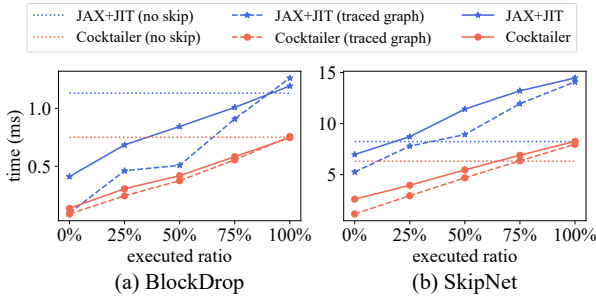 JAX+JIT (no skip) JAX+JIT (traced graph) JAX+JIT
Cocktailer (no skip) Cocktailer (traced graph) Cocktailer
time (ms)
1.0
0.5
0% 25% 50% 75% 100%
executed ratio
(a) BlockDrop
15
10
5
0% 25% 50% 75% 100%
executed ratio
(b) SkipNet